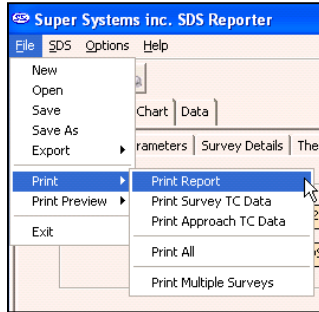 Super Systems inc. SDS Reporter
File SDS Options Help
New
Open
Save
Save As
Export
Print
Print Preview
Exit
Chart Data
rameters Survey Details The
Print Report
Print Survey TC Data
Print Approach TC Data
Print All
Print Multiple Surveys